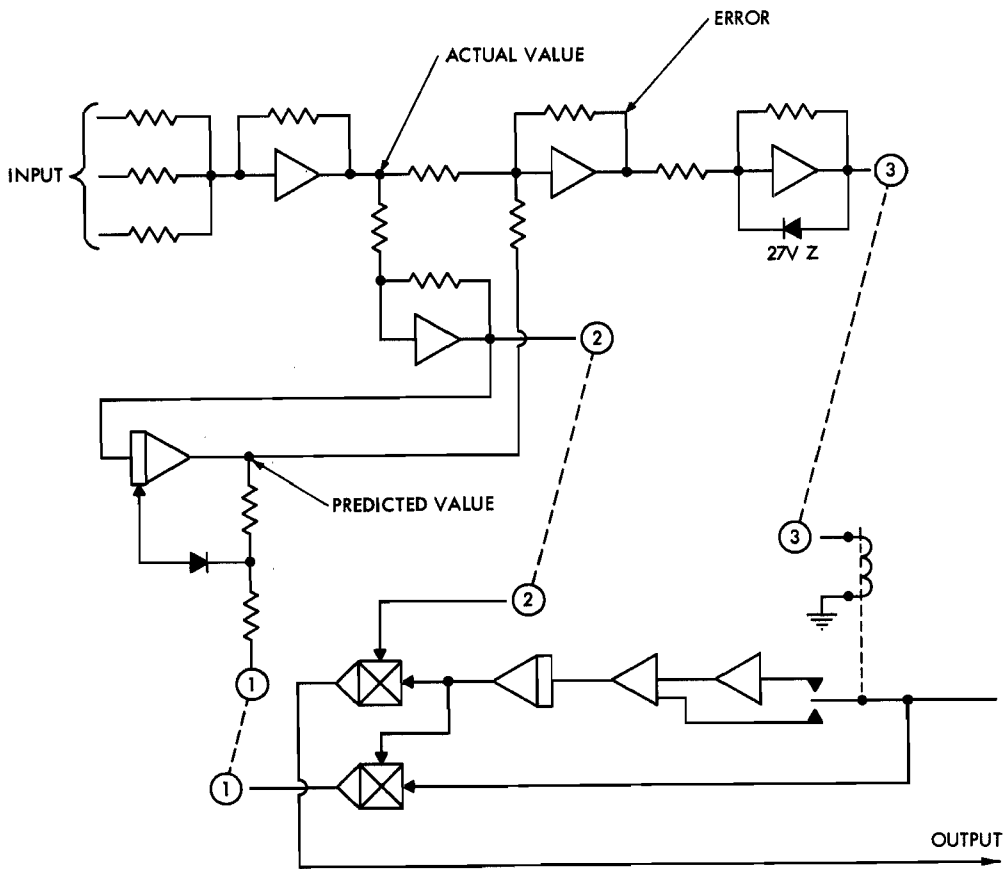 ERROR
ACTUAL VALUE
INPUT
3
27V Z
2
PREDICTED VALUE
3
2
1
1
OUTPUT